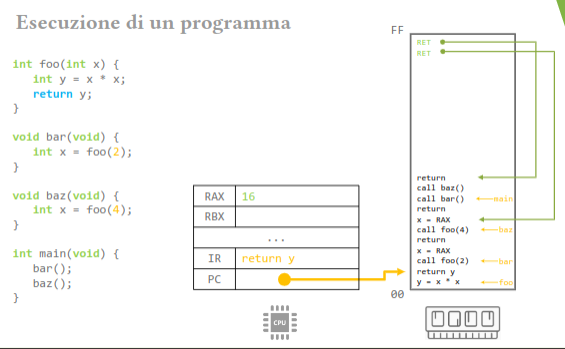 Esecuzione di un programma
int foo(int x) {
int y = x * x;
return y;
}
void bar(void) {
int x = foo(2);
}
void baz(void) {
int x = foo(4);
}
int main(void) {
bar();
baz();
}
RAX 16
RBX
...
IR return y
PC
CPU
FF
RET
RET
return
call baz()
call bar() main
return
x = RAX
call foo(4) baz
return
x = RAX
call foo(2) bar
return y
y = x * x foo
00